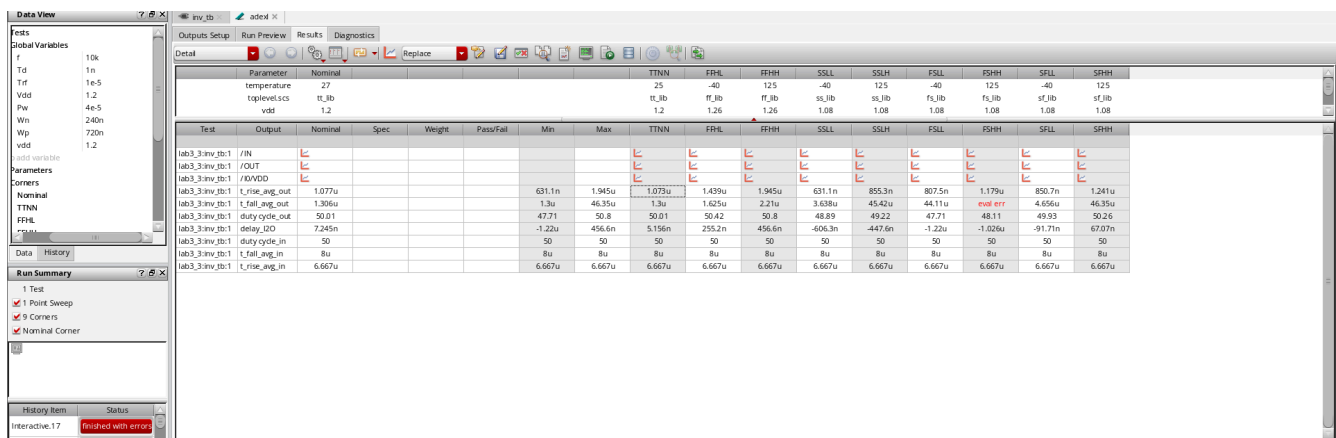 Data View
Tests
Global Variables
f 10k
Td 1n
Trf 1e-5
Vdd 1.2
Pw 4e-5
Wn 240n
Wp 720n
vdd 1.2
Parameters
Corners
Nominal
TTNN
FFHL
Data History
Run Summary
1 Test
1 Point Sweep
9 Corners
Nominal Corner
History Item Status
Interactive.17 finished with errors
inv_tb adexl
Outputs Setup Run Preview Results Diagnostics
Detail Replace
Parameter Nominal TTNN FFHL FFHH SSLL SSLH FSLL FSHH SFLL SFHH
temperature 27 25 -40 125 -40 125 -40 125 -40 125
toplevel.scs tt_lib tt_lib ff_lib ff_lib ss_lib ss_lib fs_lib fs_lib sf_lib sf_lib
vdd 1.2 1.2 1.26 1.26 1.08 1.08 1.08 1.08 1.08 1.08
Test Output Nominal Spec Weight Pass/Fail Min Max TTNN FFHL FFHH SSLL SSLH FSLL FSHH SFLL SFHH
lab3_3:inv_tb:1 /IN
lab3_3:inv_tb:1 /OUT
lab3_3:inv_tb:1 /I0/VDD
lab3_3:inv_tb:1 t_rise_avg_out 1.077u 631.1n 1.945u 1.073u 1.439u 1.945u 631.1n 855.3n 807.5n 1.179u 850.7n 1.241u
lab3_3:inv_tb:1 t_fall_avg_out 1.306u 1.3u 46.35u 1.3u 1.625u 2.21u 3.638u 45.42u 44.11u eval err 4.656u 46.35u
lab3_3:inv_tb:1 duty cycle_out 50.01 47.71 50.8 50.01 50.42 50.8 48.89 49.22 47.71 48.11 49.93 50.26
lab3_3:inv_tb:1 delay_I2O 7.245n -1.22u 456.6n 5.156n 255.2n 456.6n -606.3n -447.6n -1.22u -1.026u -91.71n 67.07n
lab3_3:inv_tb:1 duty cycle_in 50 50 50 50 50 50 50 50 50 50 50 50
lab3_3:inv_tb:1 t_fall_avg_in 8u 8u 8u 8u 8u 8u 8u 8u 8u 8u 8u 8u
lab3_3:inv_tb:1 t_rise_avg_in 6.667u 6.667u 6.667u 6.667u 6.667u 6.667u 6.667u 6.667u 6.667u 6.667u 6.667u 6.667u